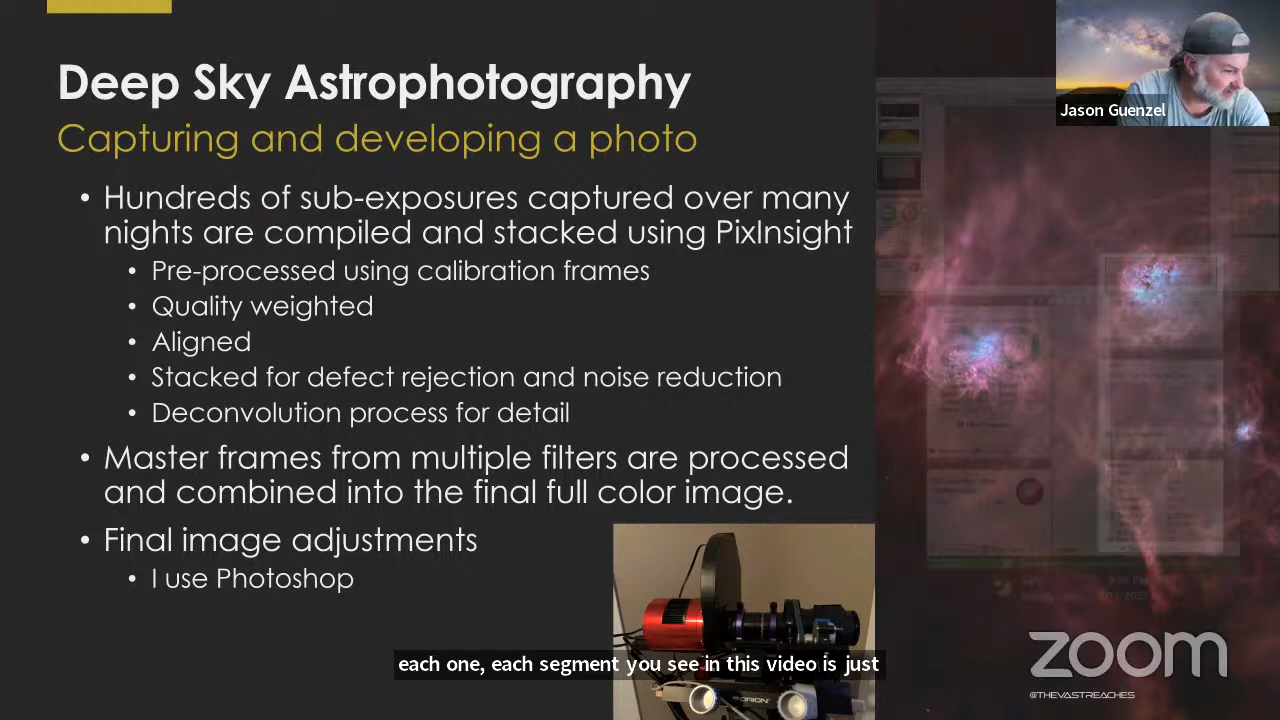 Deep Sky Astrophotography
Capturing and developing a photo
• Hundreds of sub-exposures captured over many
nights are compiled and stacked using PixInsight
• Pre-processed using calibration frames
• Quality weighted
• Aligned
• Stacked for defect rejection and noise reduction
• Deconvolution process for detail
• Master frames from multiple filters are processed
and combined into the final full color image.
• Final image adjustments
• I use Photoshop
Jason Guenzel
ORION
each one, each segment you see in this video is just
zoom
@THEVASTREACHES